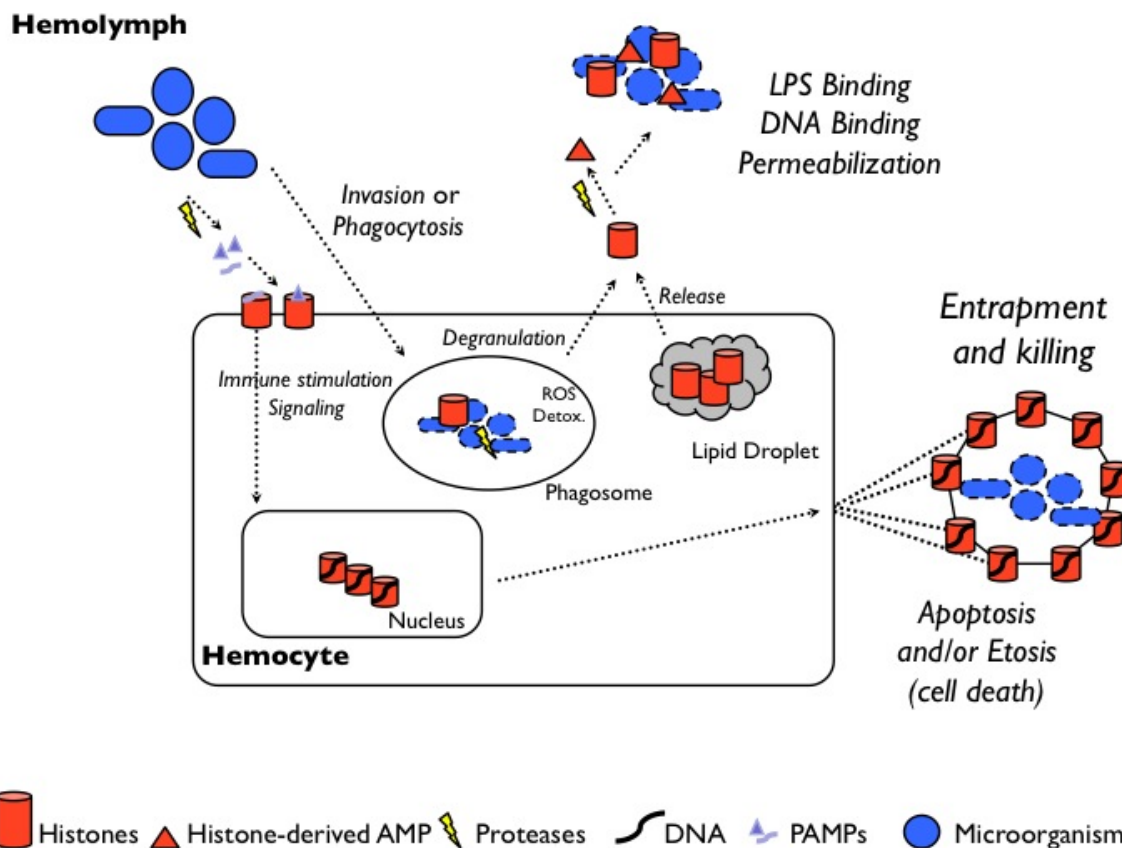 Hemolymph
LPS Binding
DNA Binding
Permeabilization
Invasion or
Phagocytosis
Release
Degranulation
Entrapment
and killing
Immune stimulation
Signaling
ROS
Detox.
Lipid Droplet
Phagosome
Nucleus
Hemocyte
Apoptosis
and/or Etosis
(cell death)
Histones
Histone-derived AMP
Proteases
DNA
PAMPs
Microorganism